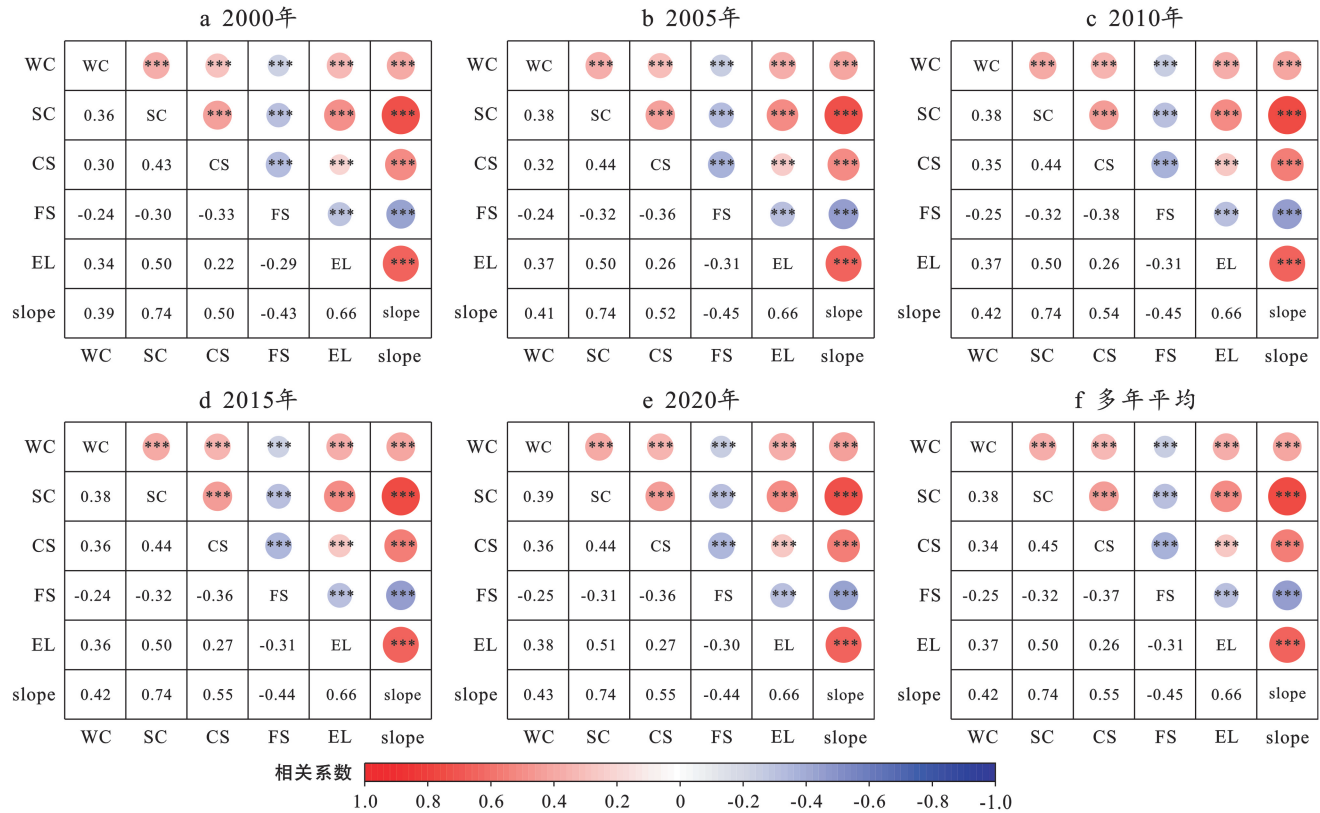 a 2000年
WC WC *** *** *** *** ***
SC 0.36 SC *** *** *** ***
CS 0.30 0.43 CS *** *** ***
FS -0.24 -0.30 -0.33 FS *** ***
EL 0.34 0.50 0.22 -0.29 EL ***
slope 0.39 0.74 0.50 -0.43 0.66 slope
WC SC CS FS EL slope
b 2005年
WC WC *** *** *** *** ***
SC 0.38 SC *** *** *** ***
CS 0.32 0.44 CS *** *** ***
FS -0.24 -0.32 -0.36 FS *** ***
EL 0.37 0.50 0.26 -0.31 EL ***
slope 0.41 0.74 0.52 -0.45 0.66 slope
WC SC CS FS EL slope
c 2010年
WC WC *** *** *** *** ***
SC 0.38 SC *** *** *** ***
CS 0.35 0.44 CS *** *** ***
FS -0.25 -0.32 -0.38 FS *** ***
EL 0.37 0.50 0.26 -0.31 EL ***
slope 0.42 0.74 0.54 -0.45 0.66 slope
WC SC CS FS EL slope
d 2015年
WC WC *** *** *** *** ***
SC 0.38 SC *** *** *** ***
CS 0.36 0.44 CS *** *** ***
FS -0.24 -0.32 -0.36 FS *** ***
EL 0.36 0.50 0.27 -0.31 EL ***
slope 0.42 0.74 0.55 -0.44 0.66 slope
WC SC CS FS EL slope
e 2020年
WC WC *** *** *** *** ***
SC 0.39 SC *** *** *** ***
CS 0.36 0.44 CS *** *** ***
FS -0.25 -0.31 -0.36 FS *** ***
EL 0.38 0.51 0.27 -0.30 EL ***
slope 0.43 0.74 0.55 -0.44 0.66 slope
WC SC CS FS EL slope
f 多年平均
WC WC *** *** *** *** ***
SC 0.38 SC *** *** *** ***
CS 0.34 0.45 CS *** *** ***
FS -0.25 -0.32 -0.37 FS *** ***
EL 0.37 0.50 0.26 -0.31 EL ***
slope 0.42 0.74 0.55 -0.45 0.66 slope
WC SC CS FS EL slope
相关系数
1.0 0.8 0.6 0.4 0.2 0 -0.2 -0.4 -0.6 -0.8 -1.0